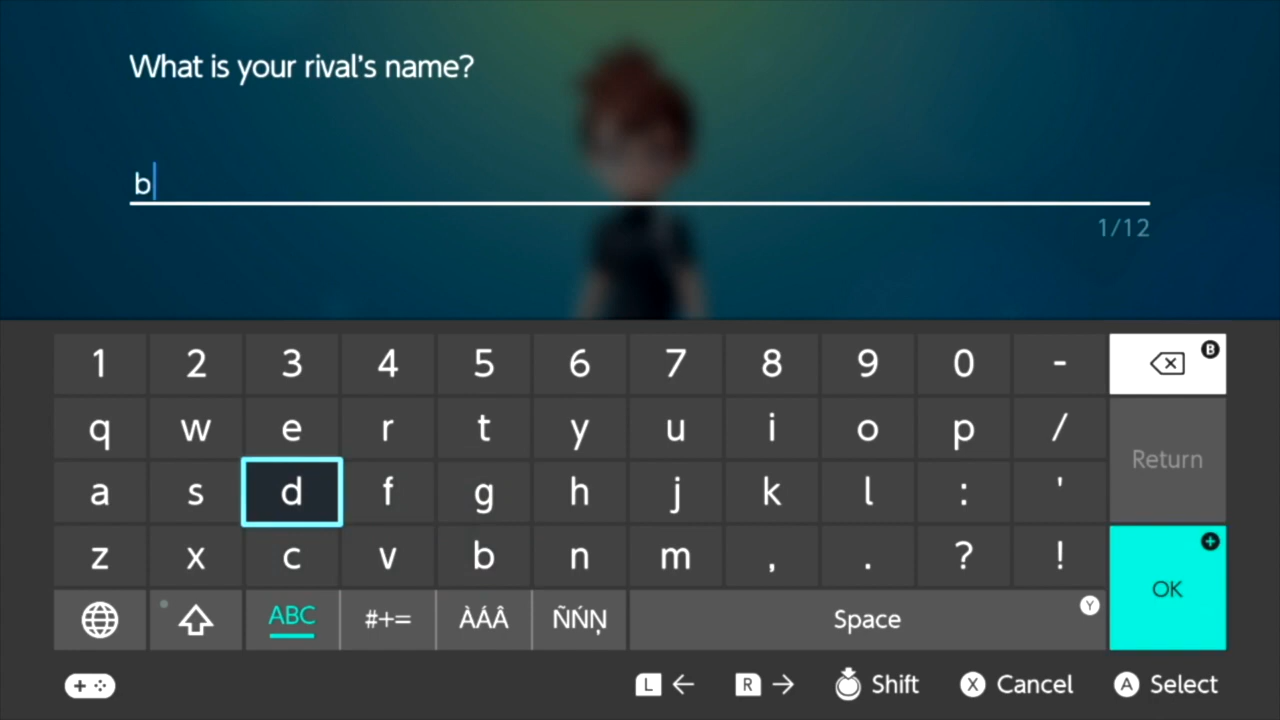 What is your rival's name?
b
1/12
1 2 3 4 5 6 7 8 9 0 - B
q w e r t y u i o p /
Return
a s d f g h j k l : '
z x c v b n m , . ? ! +
OK
ABC #+= ÀÁÂ ÑŃŅ Space Y
L ← R → Shift X Cancel A Select